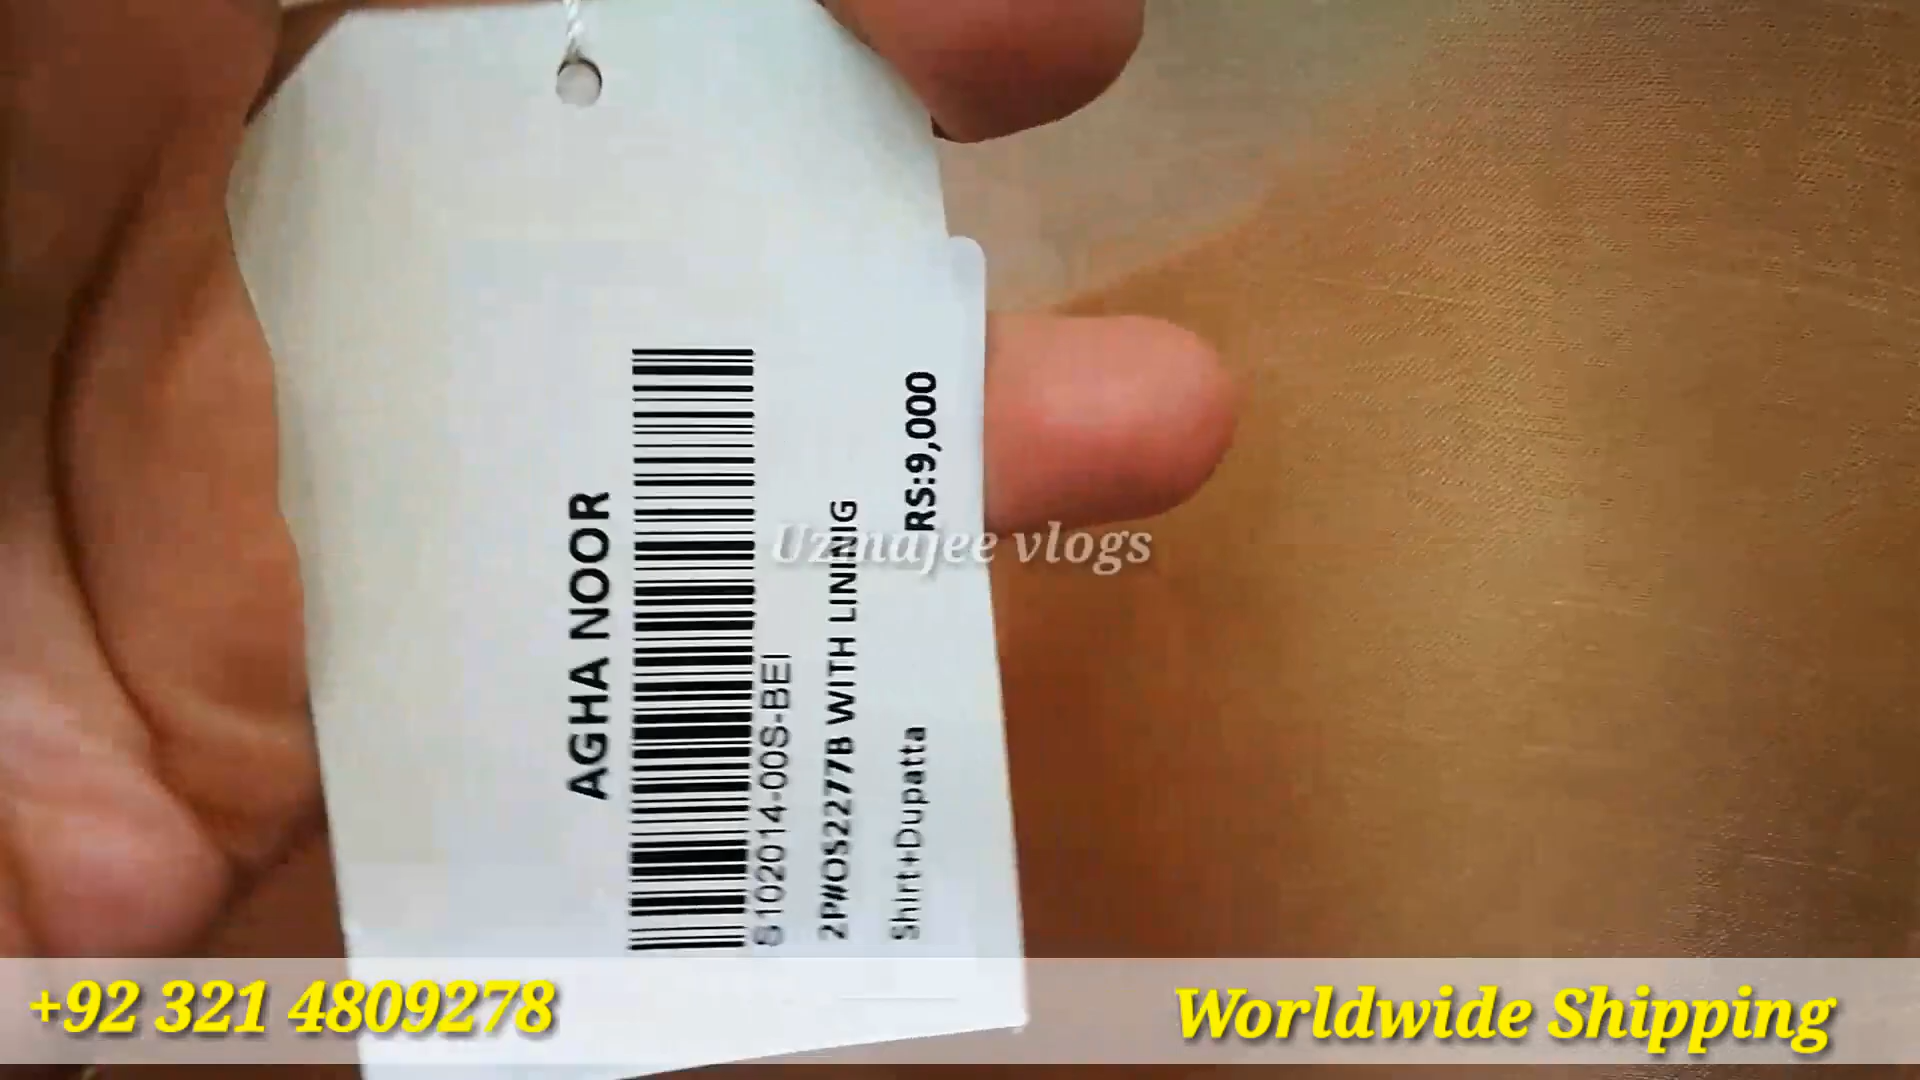 AGHA NOOR
S102014-00S-BEI
2P#OS2277B WITH LINING
Shirt+Dupatta
RS:9,000
Uzmajee vlogs
+92 321 4809278
Worldwide Shipping